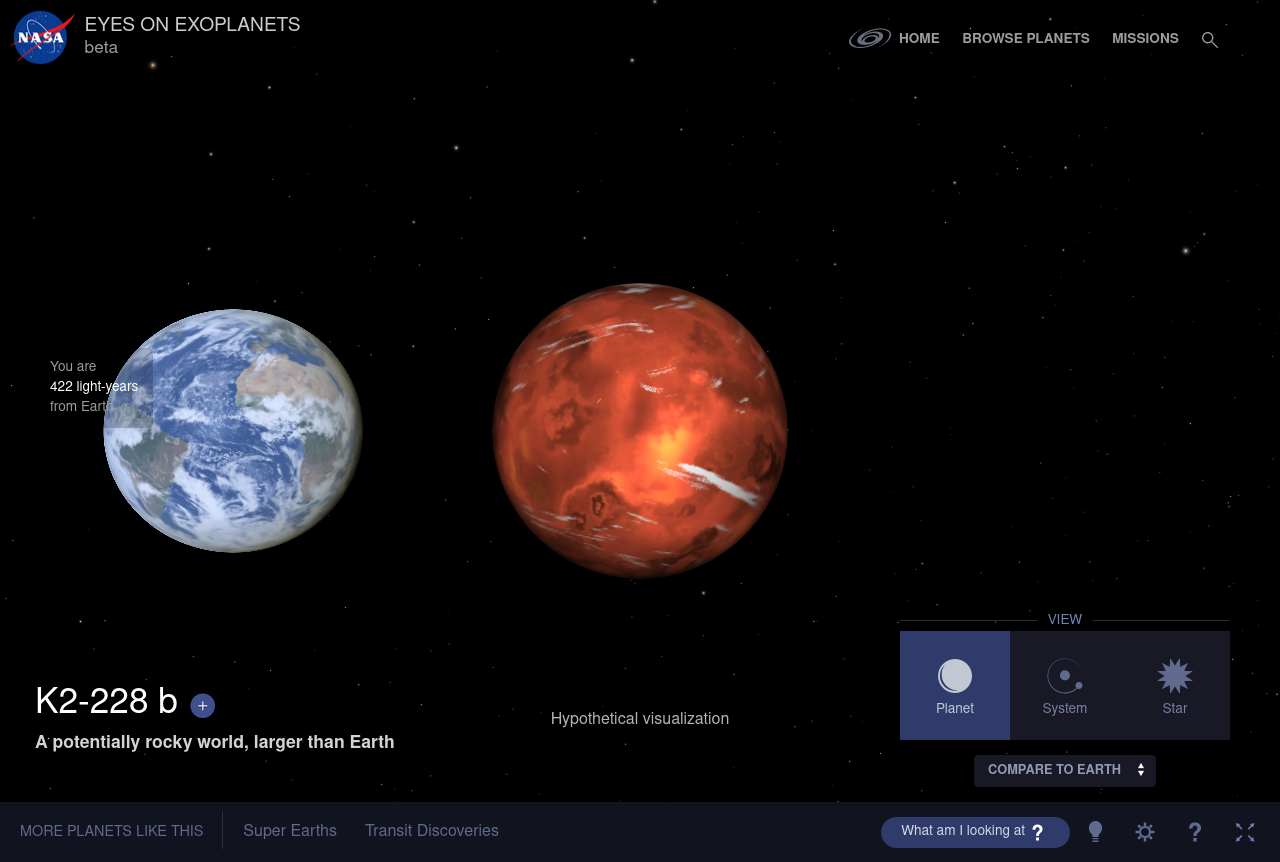 NASA
EYES ON EXOPLANETS
beta
HOME
BROWSE PLANETS
MISSIONS
You are
422 light-years
from Earth
VIEW
Planet
System
Star
K2-228 b +
A potentially rocky world, larger than Earth
Hypothetical visualization
COMPARE TO EARTH
MORE PLANETS LIKE THIS
Super Earths
Transit Discoveries
What am I looking at ?
?